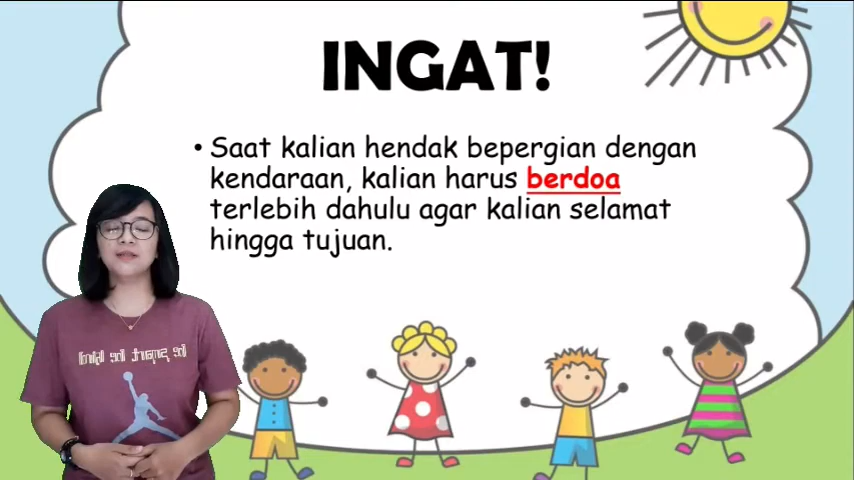 INGAT!
• Saat kalian hendak bepergian dengan
kendaraan, kalian harus berdoa
terlebih dahulu agar kalian selamat
hingga tujuan.